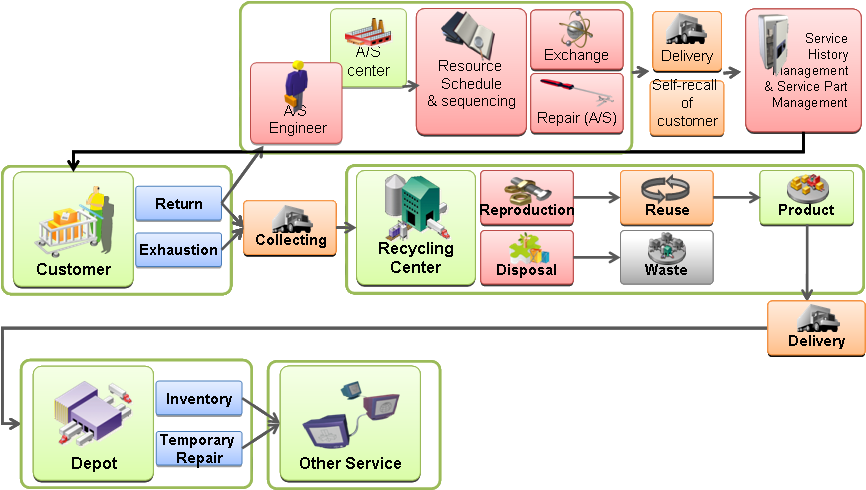 A/S
center
A/S
Engineer
Resource
Schedule
& sequencing
Exchange
Repair (A/S)
Delivery
Self-recall
of
customer
Service
History
Management
& Service Part
Management
Customer
Return
Exhaustion
Collecting
Recycling
Center
Reproduction
Reuse
Product
Disposal
Waste
Delivery
Depot
Inventory
Temporary
Repair
Other Service